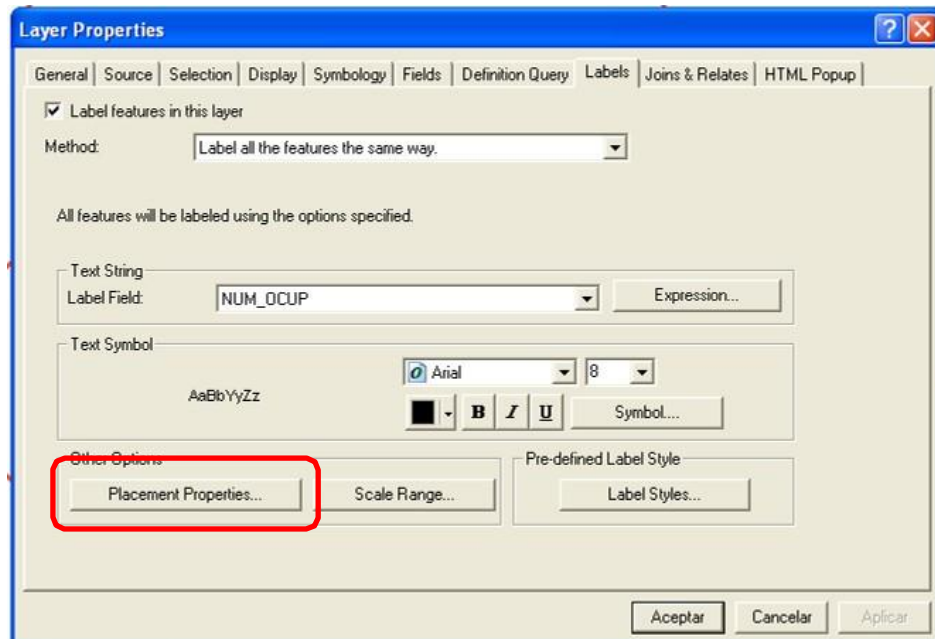 Layer Properties
General Source Selection Display Symbology Fields Definition Query Labels Joins & Relates HTML Popup
Label features in this layer
Method: Label all the features the same way.
All features will be labeled using the options specified.
Text String
Label Field: NUM_OCUP Expression...
Text Symbol
AaBbYyZz
Arial 8
B I U Symbol....
Other Options Pre-defined Label Style
Placement Properties... Scale Range... Label Styles...
Aceptar Cancelar Aplicar